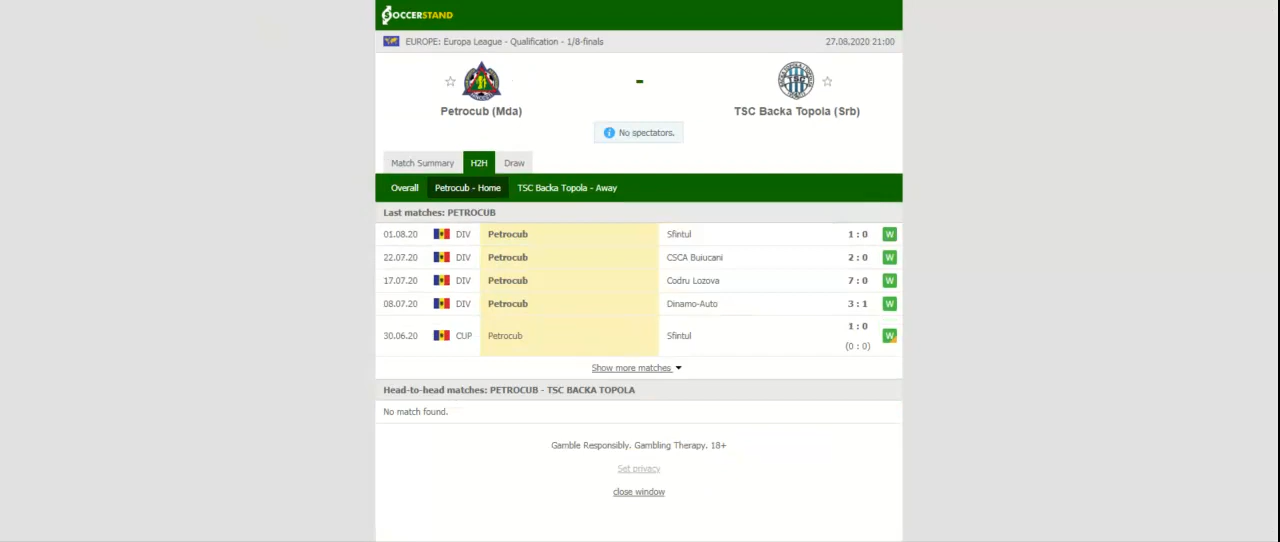 SOCCERSTAND
EUROPE: Europa League - Qualification - 1/8-finals 27.08.2020 21:00
-
Petrocub (Mda) TSC Backa Topola (Srb)
No spectators.
Match Summary H2H Draw
Overall Petrocub - Home TSC Backa Topola - Away
Last matches: PETROCUB
01.08.20 DIV Petrocub Sfintul 1 : 0 W
22.07.20 DIV Petrocub CSCA Buiucani 2 : 0 W
17.07.20 DIV Petrocub Codru Lozova 7 : 0 W
08.07.20 DIV Petrocub Dinamo-Auto 3 : 1 W
30.06.20 CUP Petrocub Sfintul 1 : 0 (0 : 0) W
Show more matches
Head-to-head matches: PETROCUB - TSC BACKA TOPOLA
No match found.
Gamble Responsibly. Gambling Therapy. 18+
Set privacy
close window